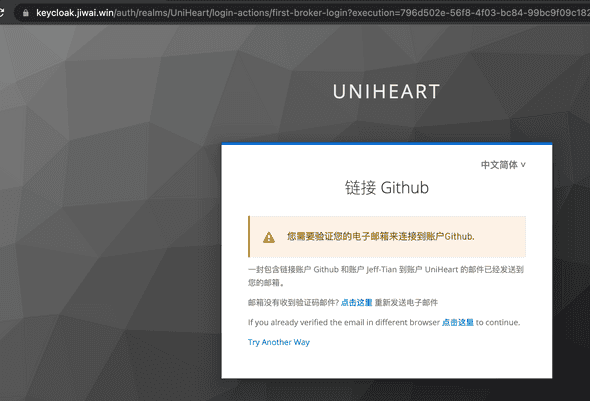 keycloak.jiwai.win/auth/realms/UniHeart/login-actions/first-broker-login?execution=796d502e-56f8-4f03-bc84-99bc9f09c182
UNIHEART
中文简体 ∨
链接 Github
您需要验证您的电子邮箱来连接到账户Github.
一封包含链接账户 Github 和账户 Jeff-Tian 到账户 UniHeart 的邮件已经发送到
您的邮箱。
邮箱没有收到验证码邮件? 点击这里 重新发送电子邮件
If you already verified the email in different browser 点击这里 to continue.
Try Another Way